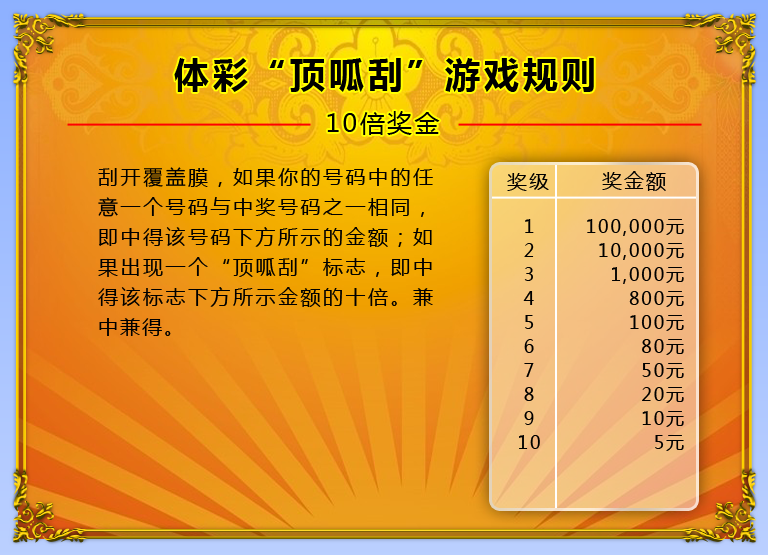 体彩“顶呱刮”游戏规则
10倍奖金
刮开覆盖膜，如果你的号码中的任
意一个号码与中奖号码之一相同，
即中得该号码下方所示的金额；如
果出现一个“顶呱刮”标志，即中
得该标志下方所示金额的十倍。兼
中兼得。
奖级 奖金额
1 100,000元
2 10,000元
3 1,000元
4 800元
5 100元
6 80元
7 50元
8 20元
9 10元
10 5元